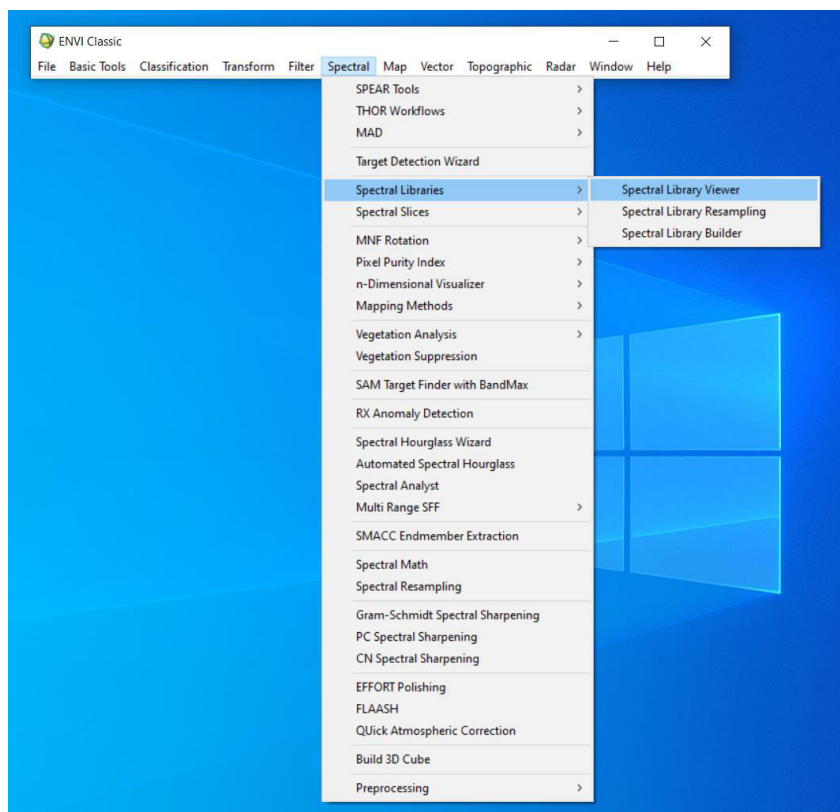 ENVI Classic
File Basic Tools Classification Transform Filter Spectral Map Vector Topographic Radar Window Help
SPEAR Tools
THOR Workflows
MAD
Target Detection Wizard
Spectral Libraries
Spectral Library Viewer
Spectral Slices
Spectral Library Resampling
Spectral Library Builder
MNF Rotation
Pixel Purity Index
n-Dimensional Visualizer
Mapping Methods
Vegetation Analysis
Vegetation Suppression
SAM Target Finder with BandMax
RX Anomaly Detection
Spectral Hourglass Wizard
Automated Spectral Hourglass
Spectral Analyst
Multi Range SFF
SMACC Endmember Extraction
Spectral Math
Spectral Resampling
Gram-Schmidt Spectral Sharpening
PC Spectral Sharpening
CN Spectral Sharpening
EFFORT Polishing
FLAASH
QUick Atmospheric Correction
Build 3D Cube
Preprocessing